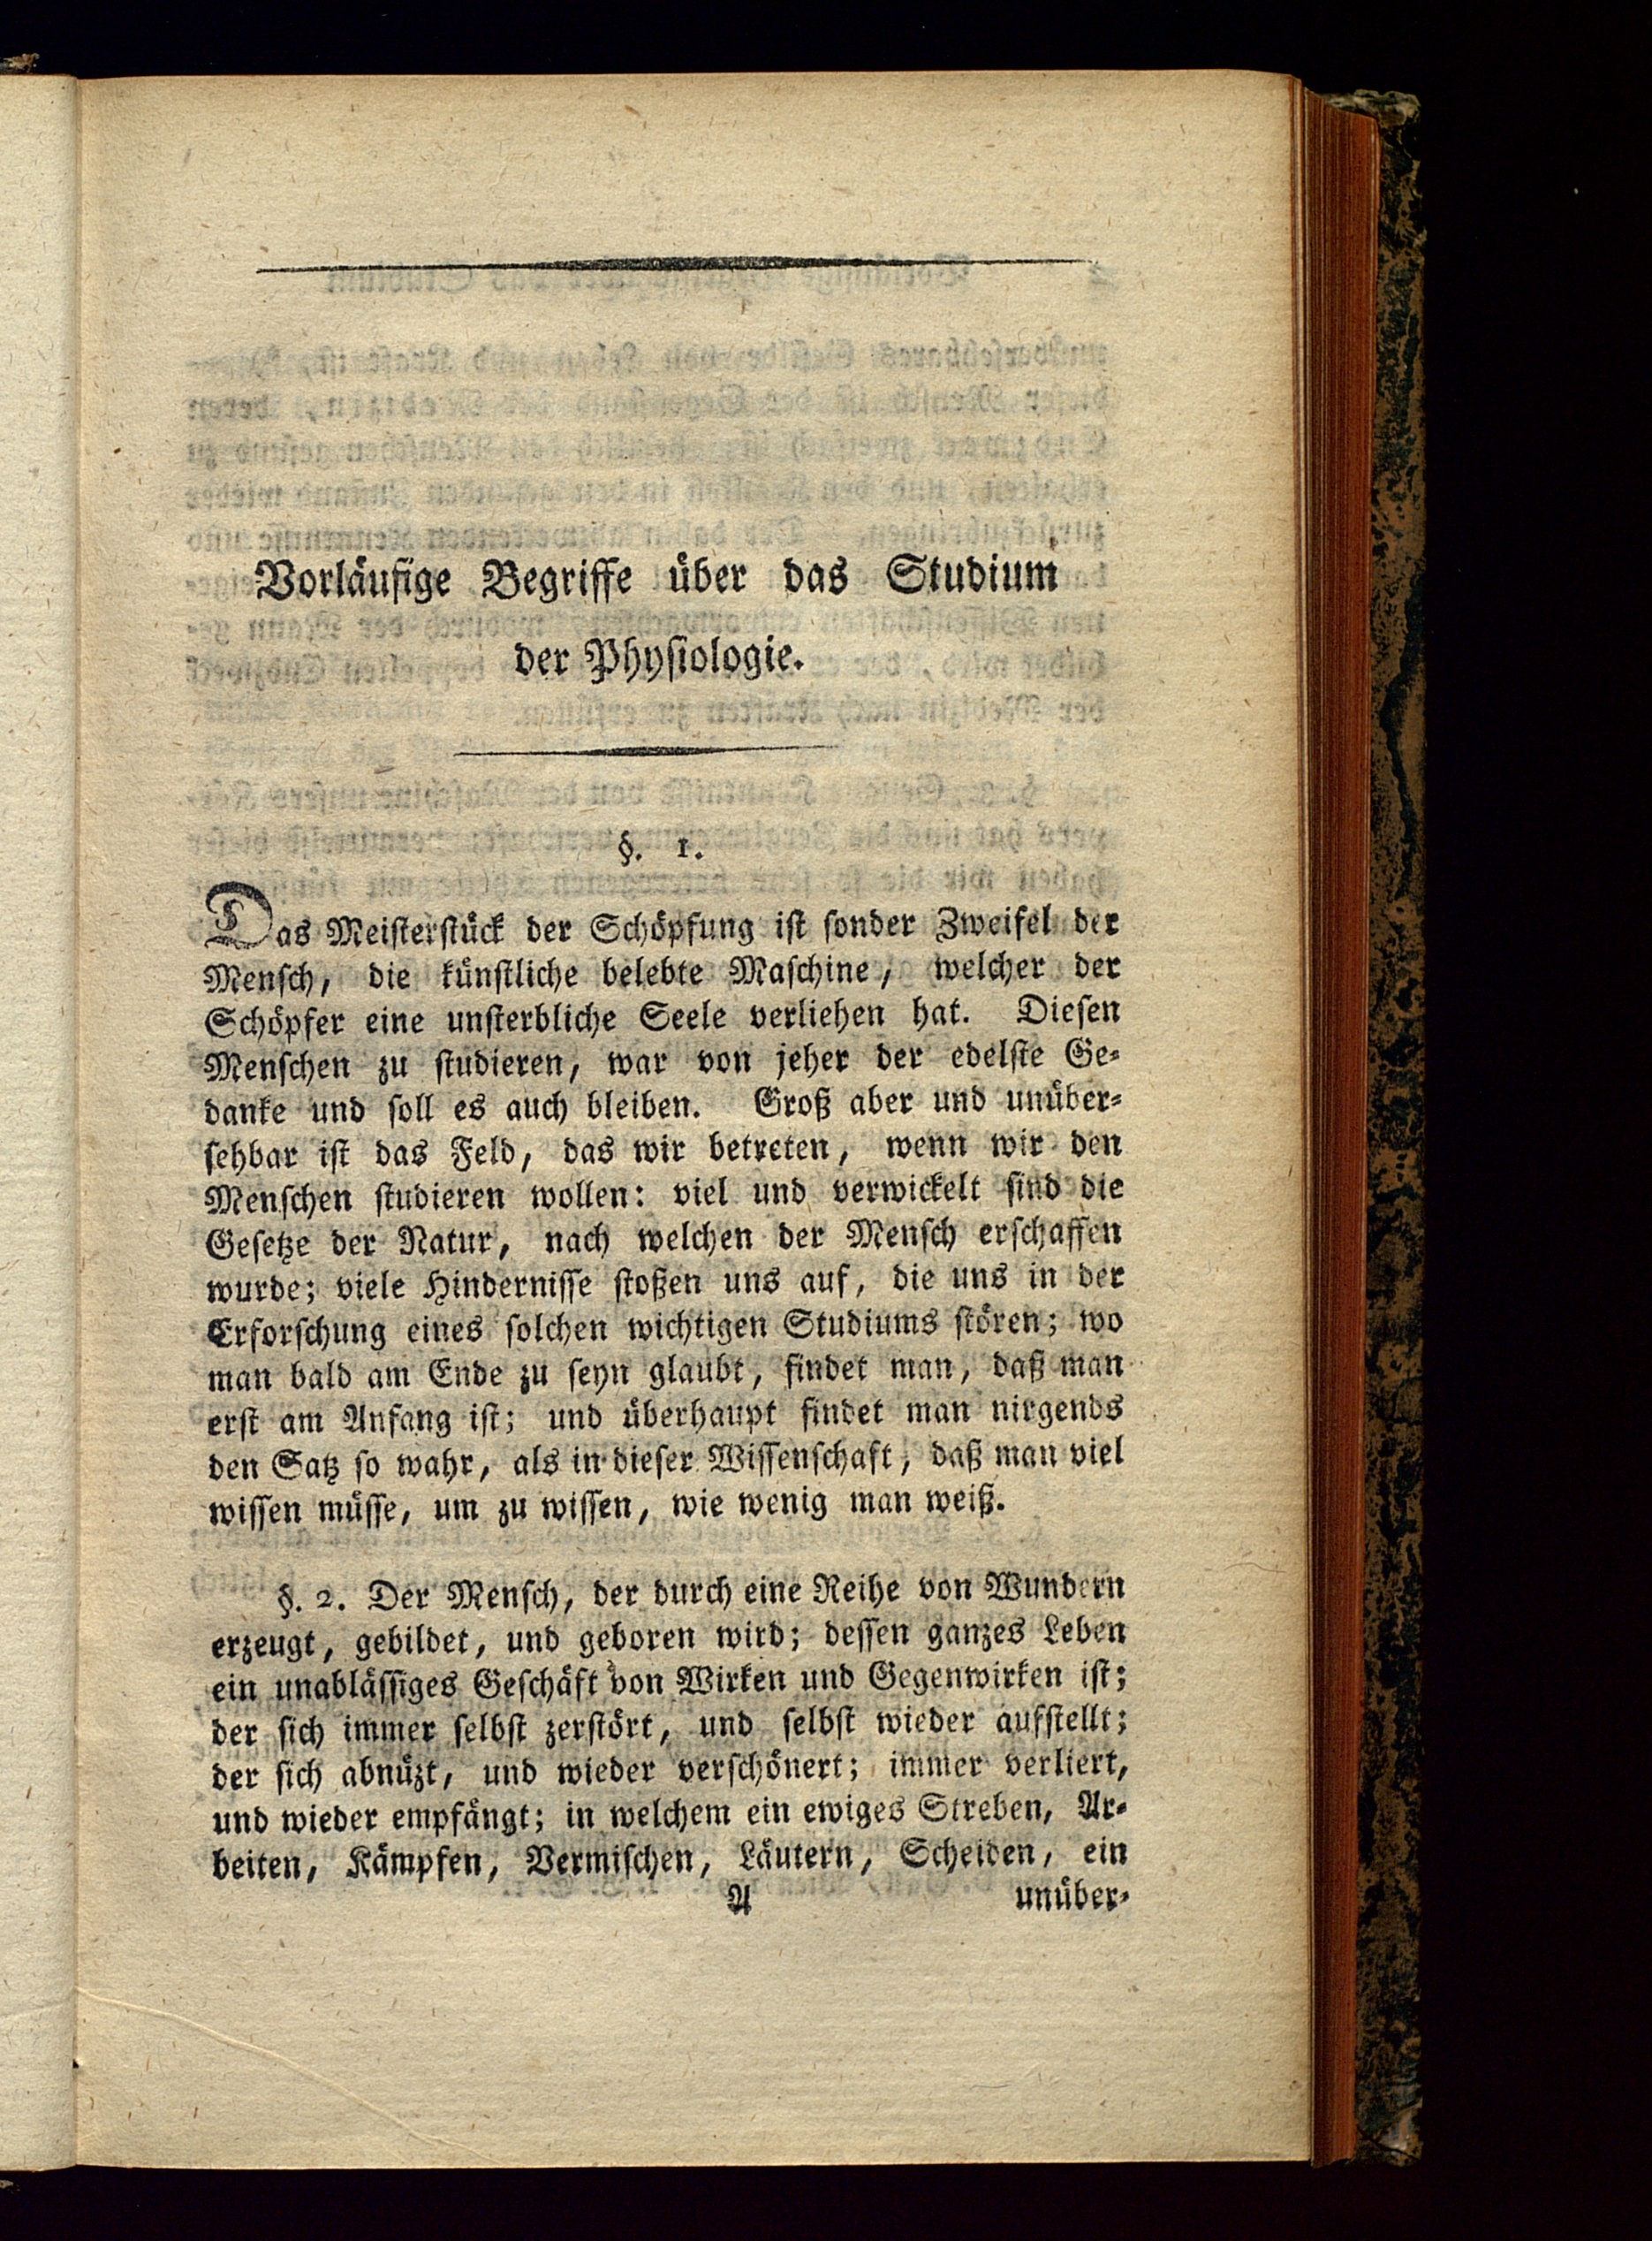 Vorläufige Begriffe über das Studium
der Physiologie.
§. 1.
Das Meisterstück der Schöpfung ist sonder Zweifel der
Mensch, die künstliche belebte Maschine, welcher der
Schöpfer eine unsterbliche Seele verliehen hat. Diesen
Menschen zu studieren, war von jeher der edelste Ge-
danke und soll es auch bleiben. Groß aber und unüber-
sehbar ist das Feld, das wir betreten, wenn wir den
Menschen studieren wollen: viel und verwickelt sind die
Gesetze der Natur, nach welchen der Mensch erschaffen
wurde; viele Hindernisse stoßen uns auf, die uns in der
Erforschung eines solchen wichtigen Studiums stören; wo
man bald am Ende zu seyn glaubt, findet man, daß man
erst am Anfang ist; und überhaupt findet man nirgends
den Satz so wahr, als in dieser Wissenschaft, daß man viel
wissen müsse, um zu wissen, wie wenig man weiß.
§. 2. Der Mensch, der durch eine Reihe von Wundern
erzeugt, gebildet, und geboren wird; dessen ganzes Leben
ein unablässiges Geschäft von Wirken und Gegenwirken ist;
der sich immer selbst zerstört, und selbst wieder aufstellt;
der sich abnüzt, und wieder verschönert; immer verliert,
und wieder empfängt; in welchem ein ewiges Streben, Ar-
beiten, Kämpfen, Vermischen, Läutern, Scheiden, ein
A unüber-